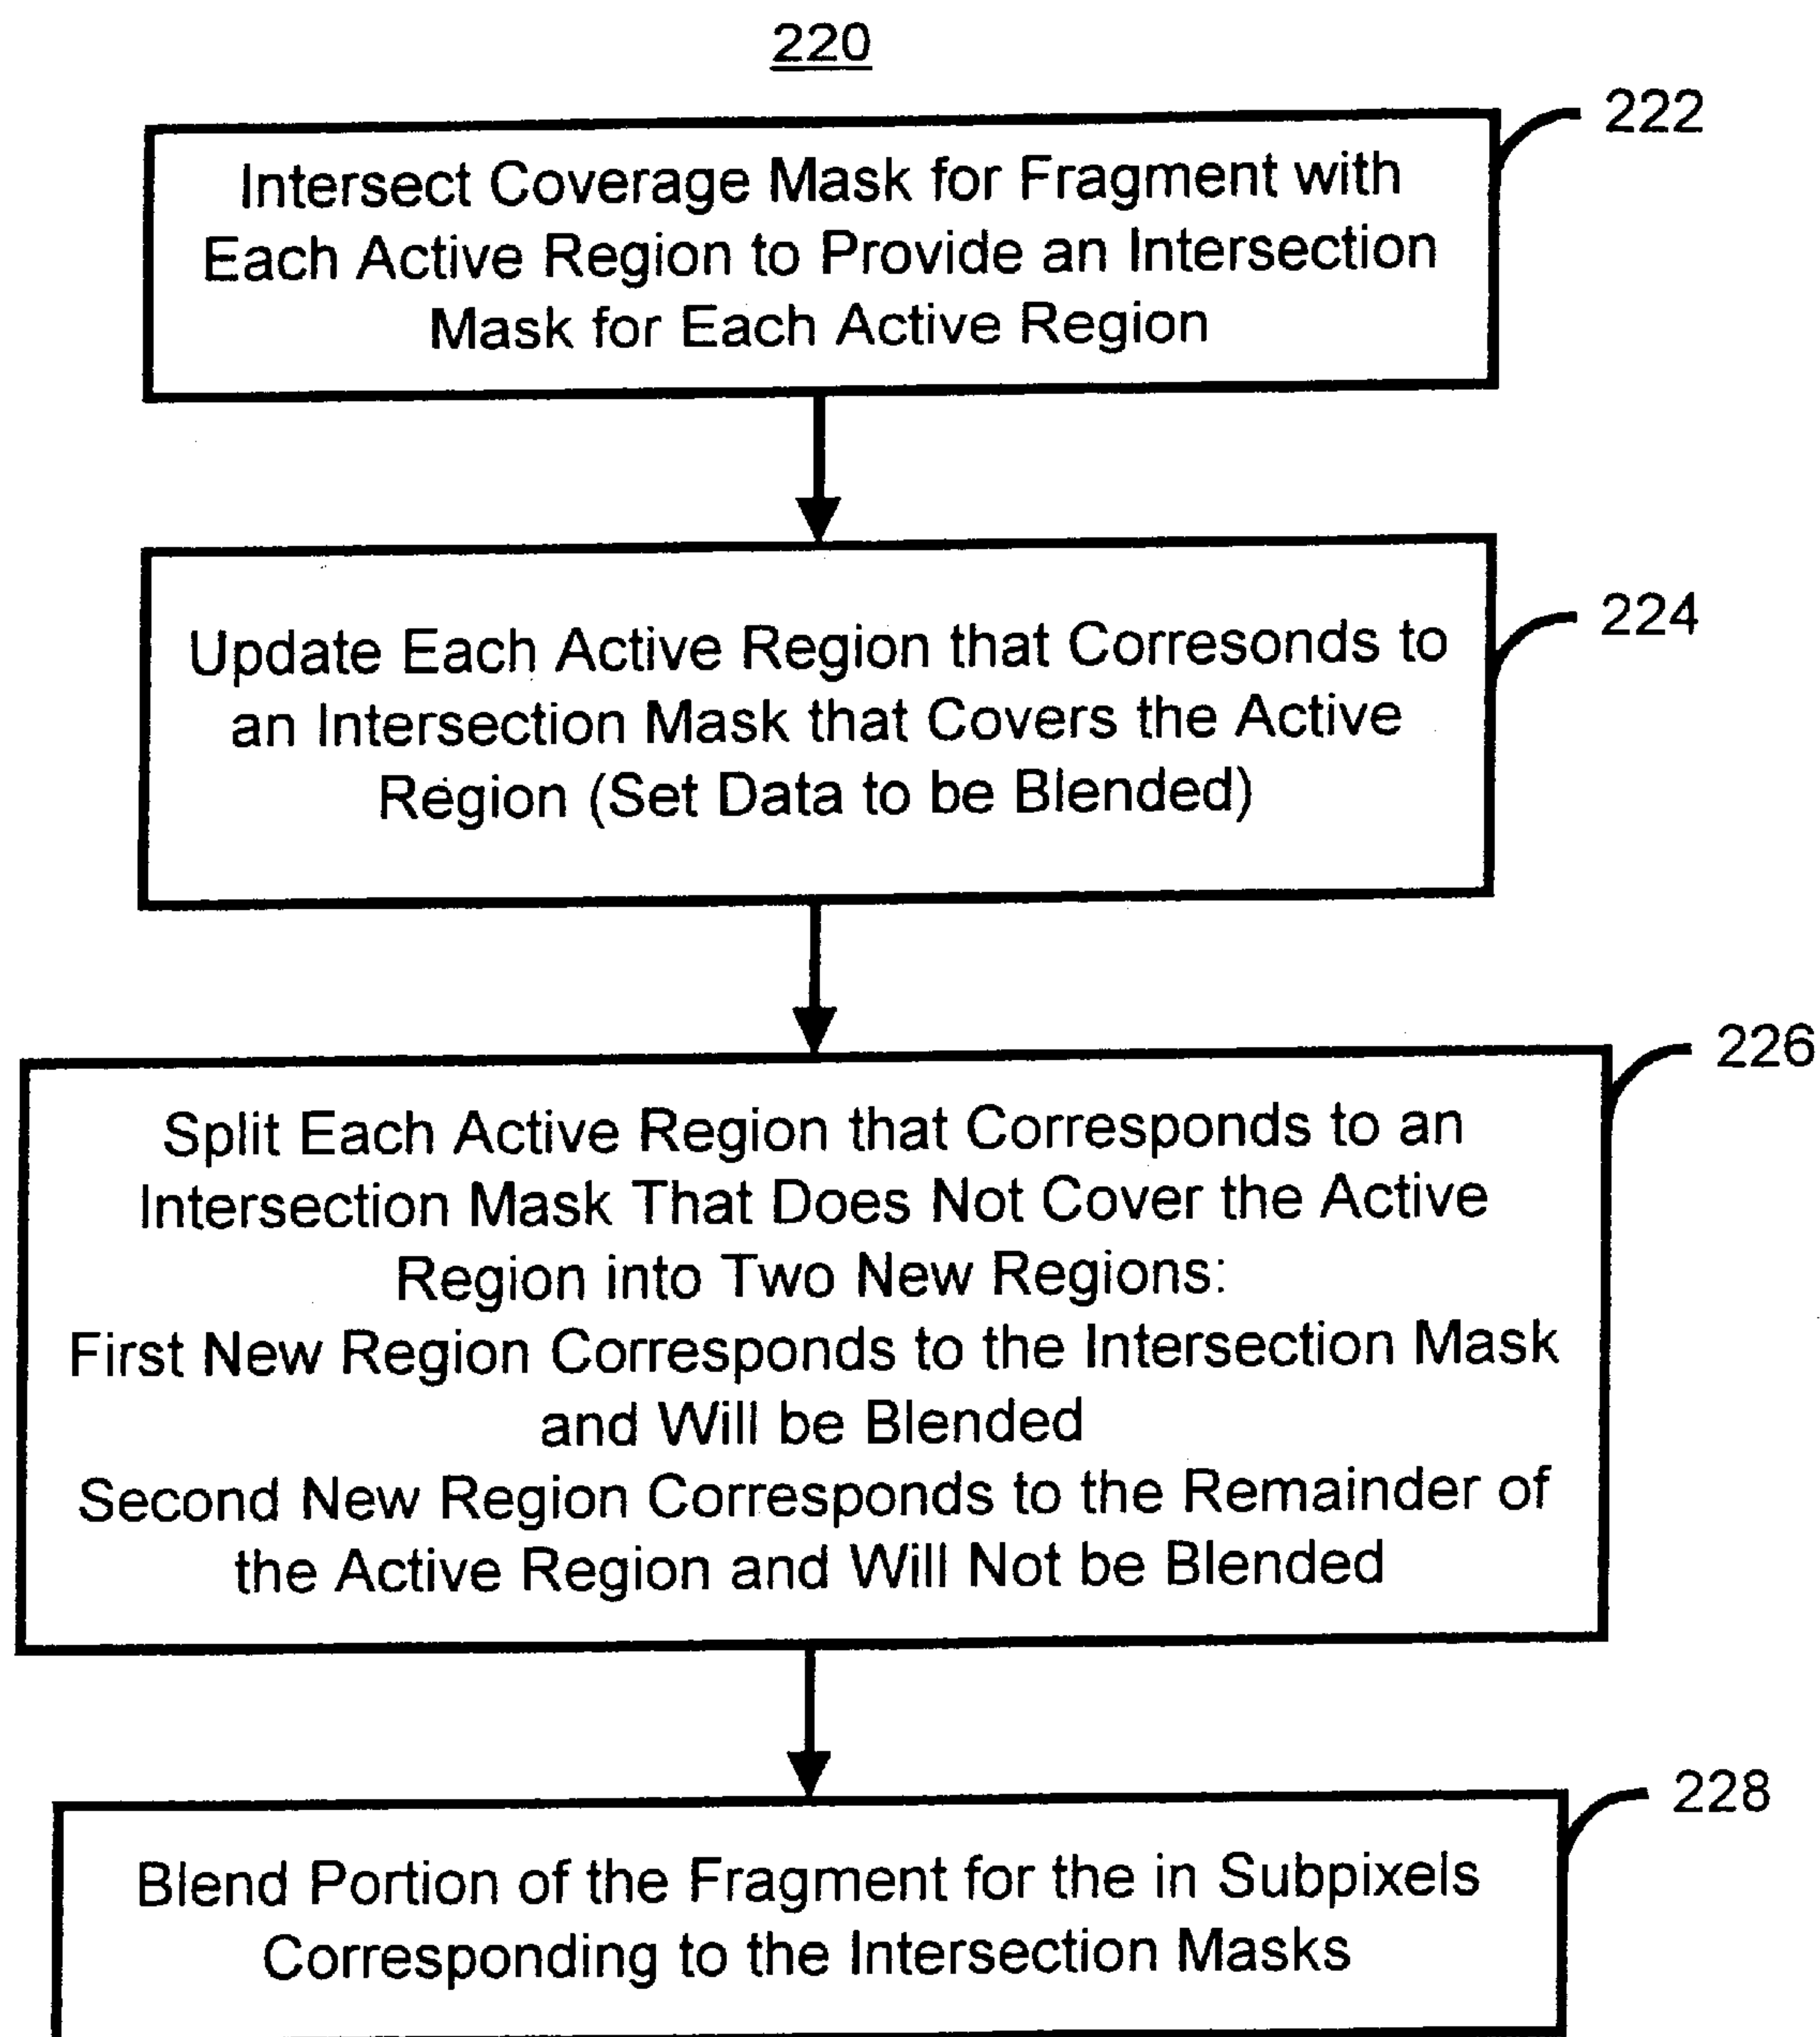 220
222
Intersect Coverage Mask for Fragment with
Each Active Region to Provide an Intersection
Mask for Each Active Region
224
Update Each Active Region that Corresonds to
an Intersection Mask that Covers the Active
Region (Set Data to be Blended)
226
Split Each Active Region that Corresponds to an
Intersection Mask That Does Not Cover the Active
Region into Two New Regions:
First New Region Corresponds to the Intersection Mask
and Will be Blended
Second New Region Corresponds to the Remainder of
the Active Region and Will Not be Blended
228
Blend Portion of the Fragment for the in Subpixels
Corresponding to the Intersection Masks